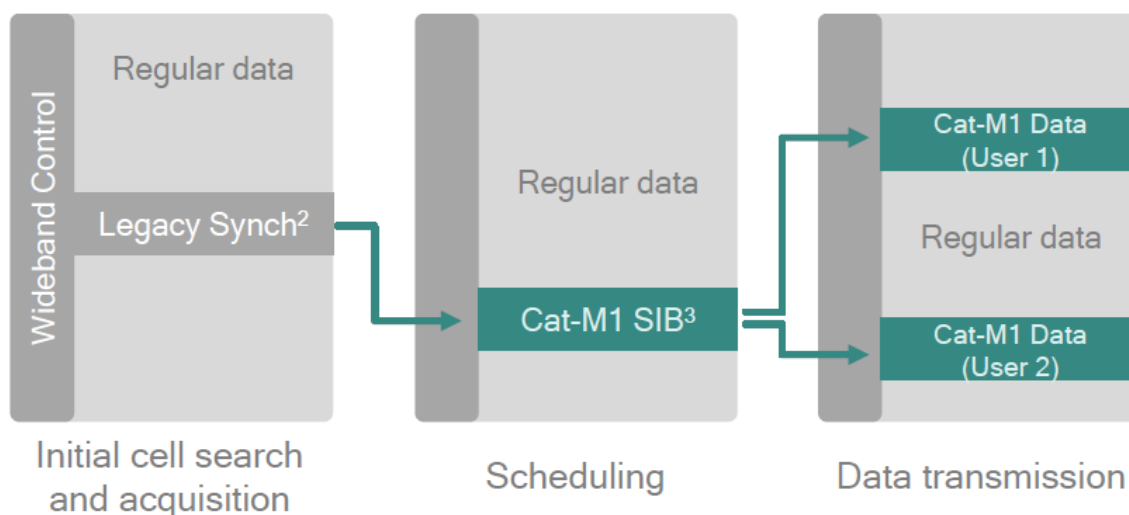 Wideband Control
Regular data
Legacy Synch²
Initial cell search
and acquisition
Regular data
Cat-M1 SIB³
Scheduling
Cat-M1 Data
(User 1)
Regular data
Cat-M1 Data
(User 2)
Data transmission